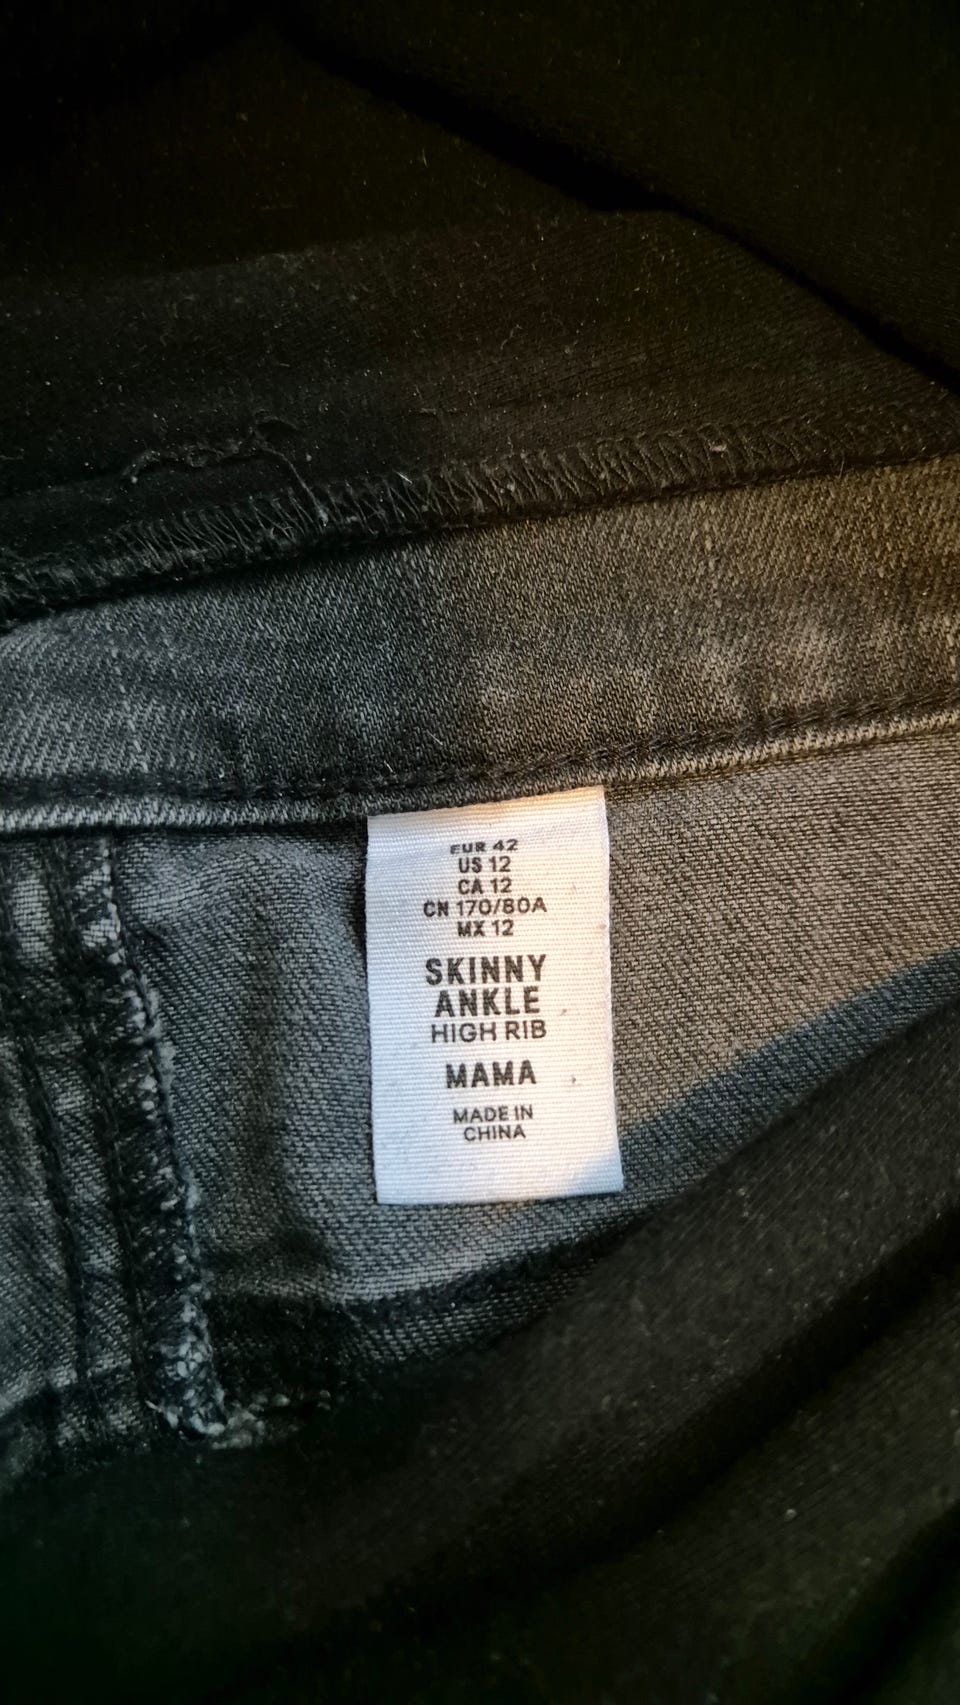 EUR 42
US 12
CA 12
CN 170/80A
MX 12
SKINNY
ANKLE
HIGH RIB
MAMA
MADE IN
CHINA